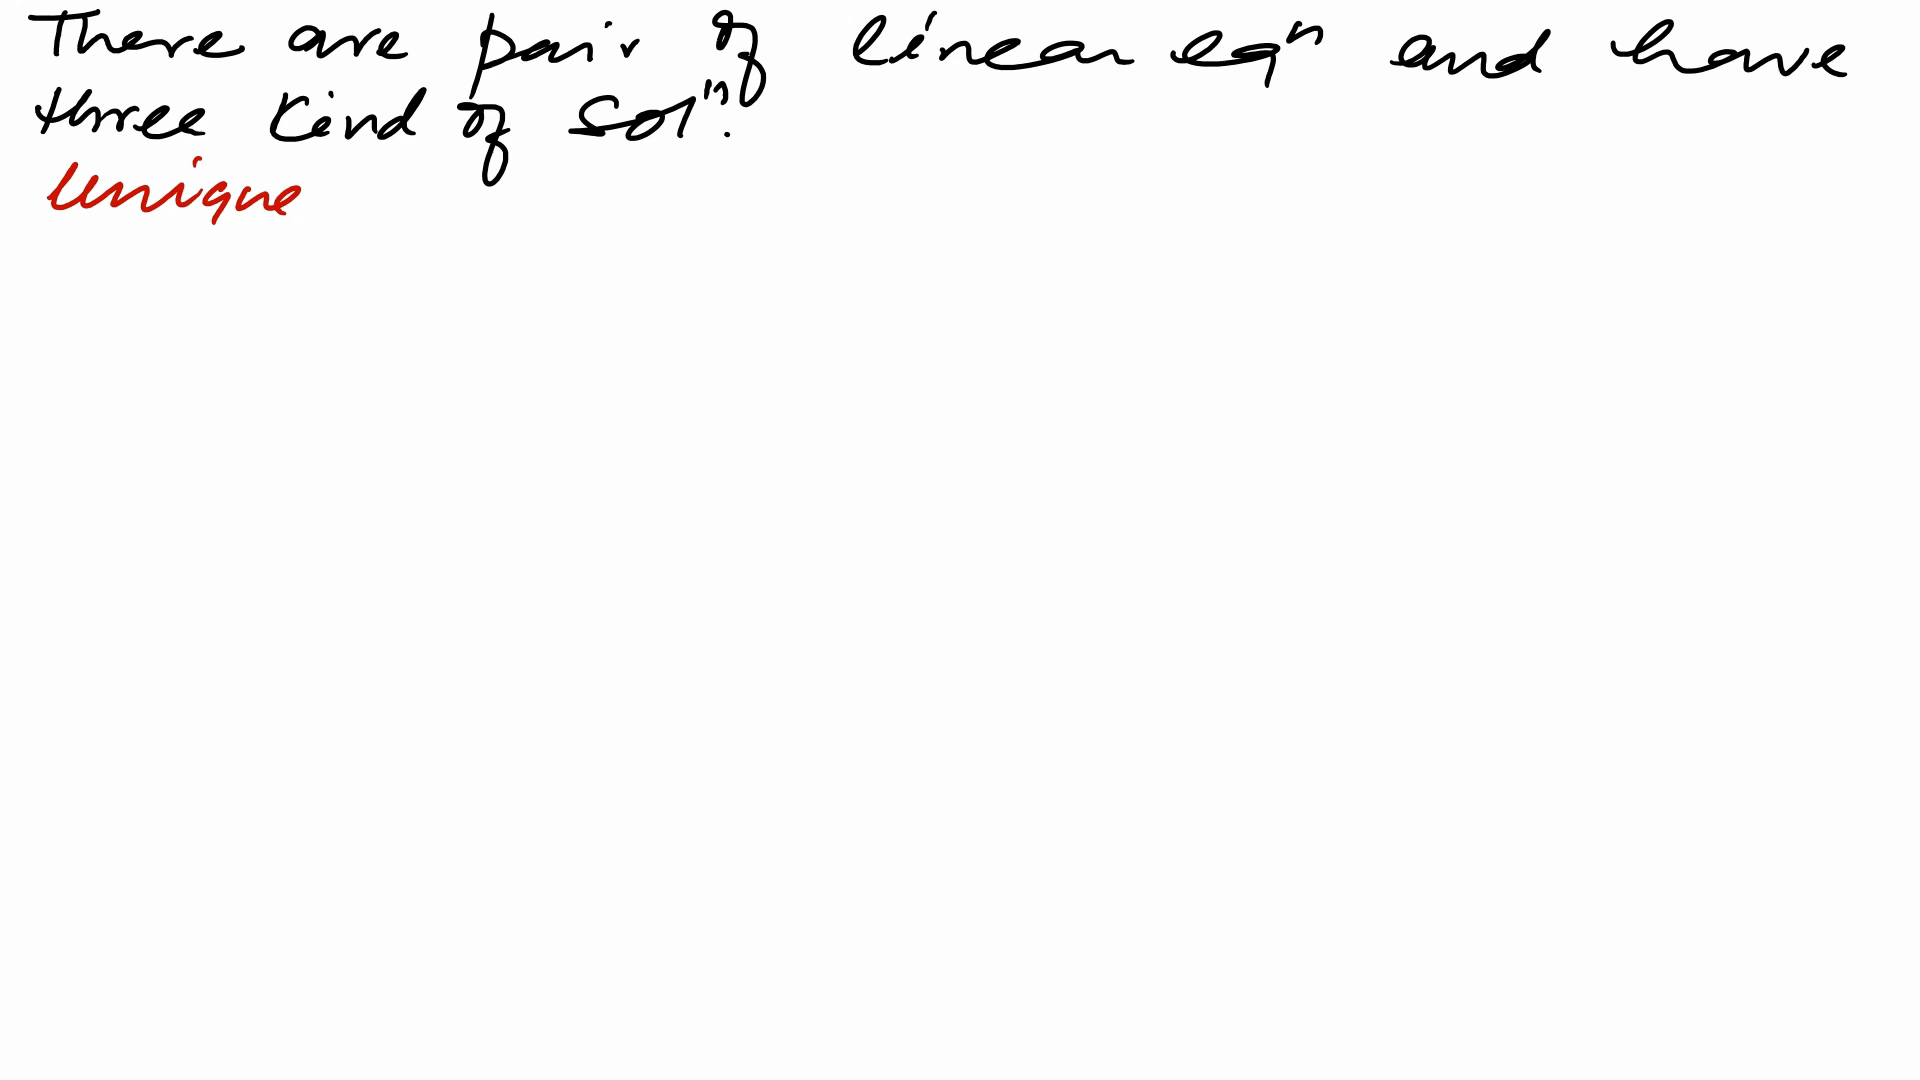 There are pair of linear eqⁿ and have
three kind of solⁿ.
Unique